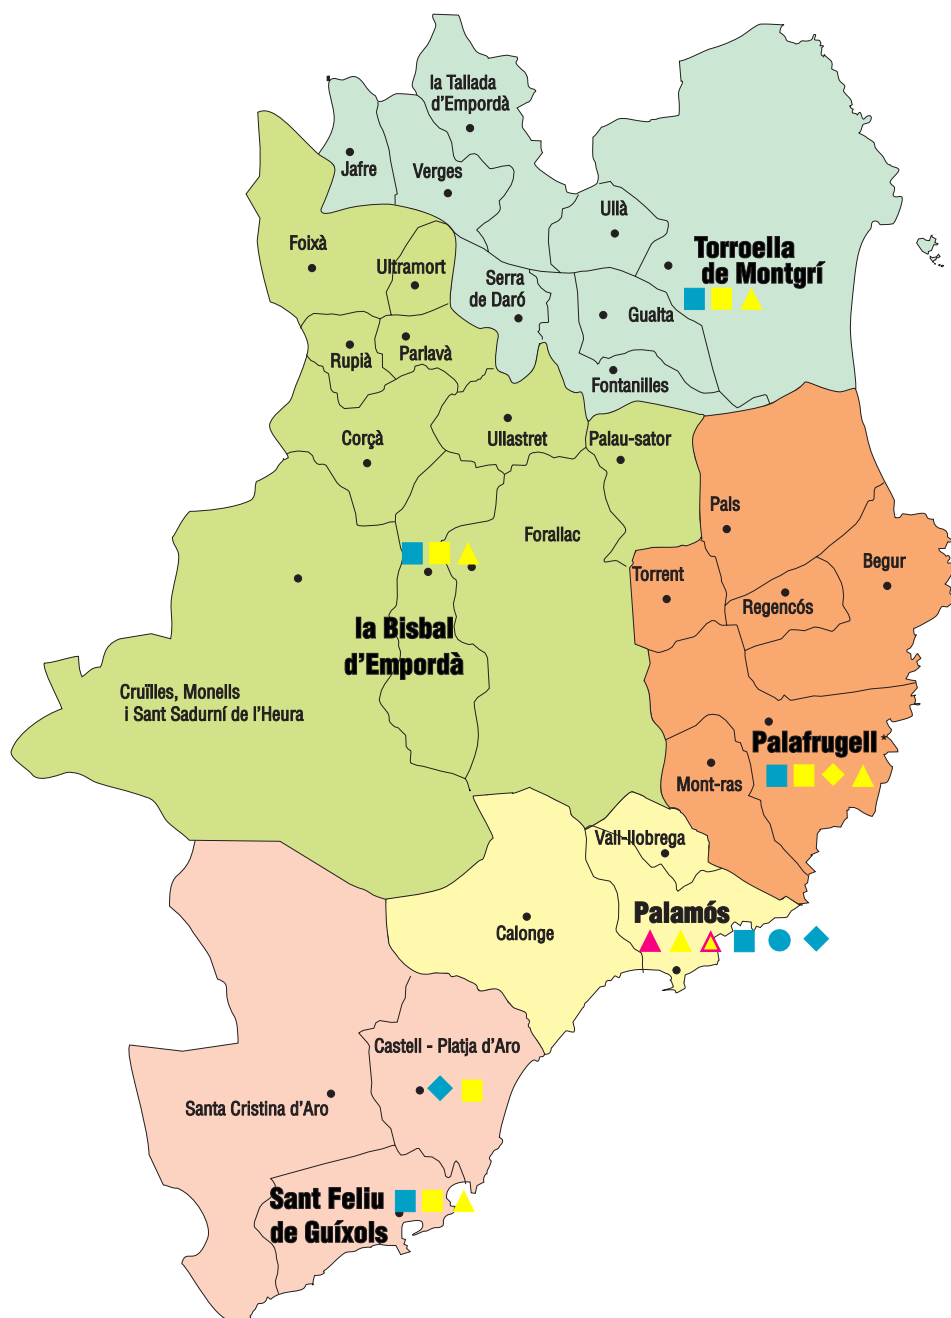 la Tallada
d'Empordà
Jafre
Verges
Ullà
Foixà
Ultramort
Torroella
de Montgrí
Serra
de Daró
Gualta
Rupià
Parlavà
Fontanilles
Corçà
Ullastret
Palau-sator
Pals
Forallac
Begur
Torrent
Regencós
la Bisbal
d'Empordà
Cruïlles, Monells
i Sant Sadurní de l'Heura
Palafrugell*
Mont-ras
Vall-llobrega
Palamós
Calonge
Castell - Platja d'Aro
Santa Cristina d'Aro
Sant Feliu
de Guíxols